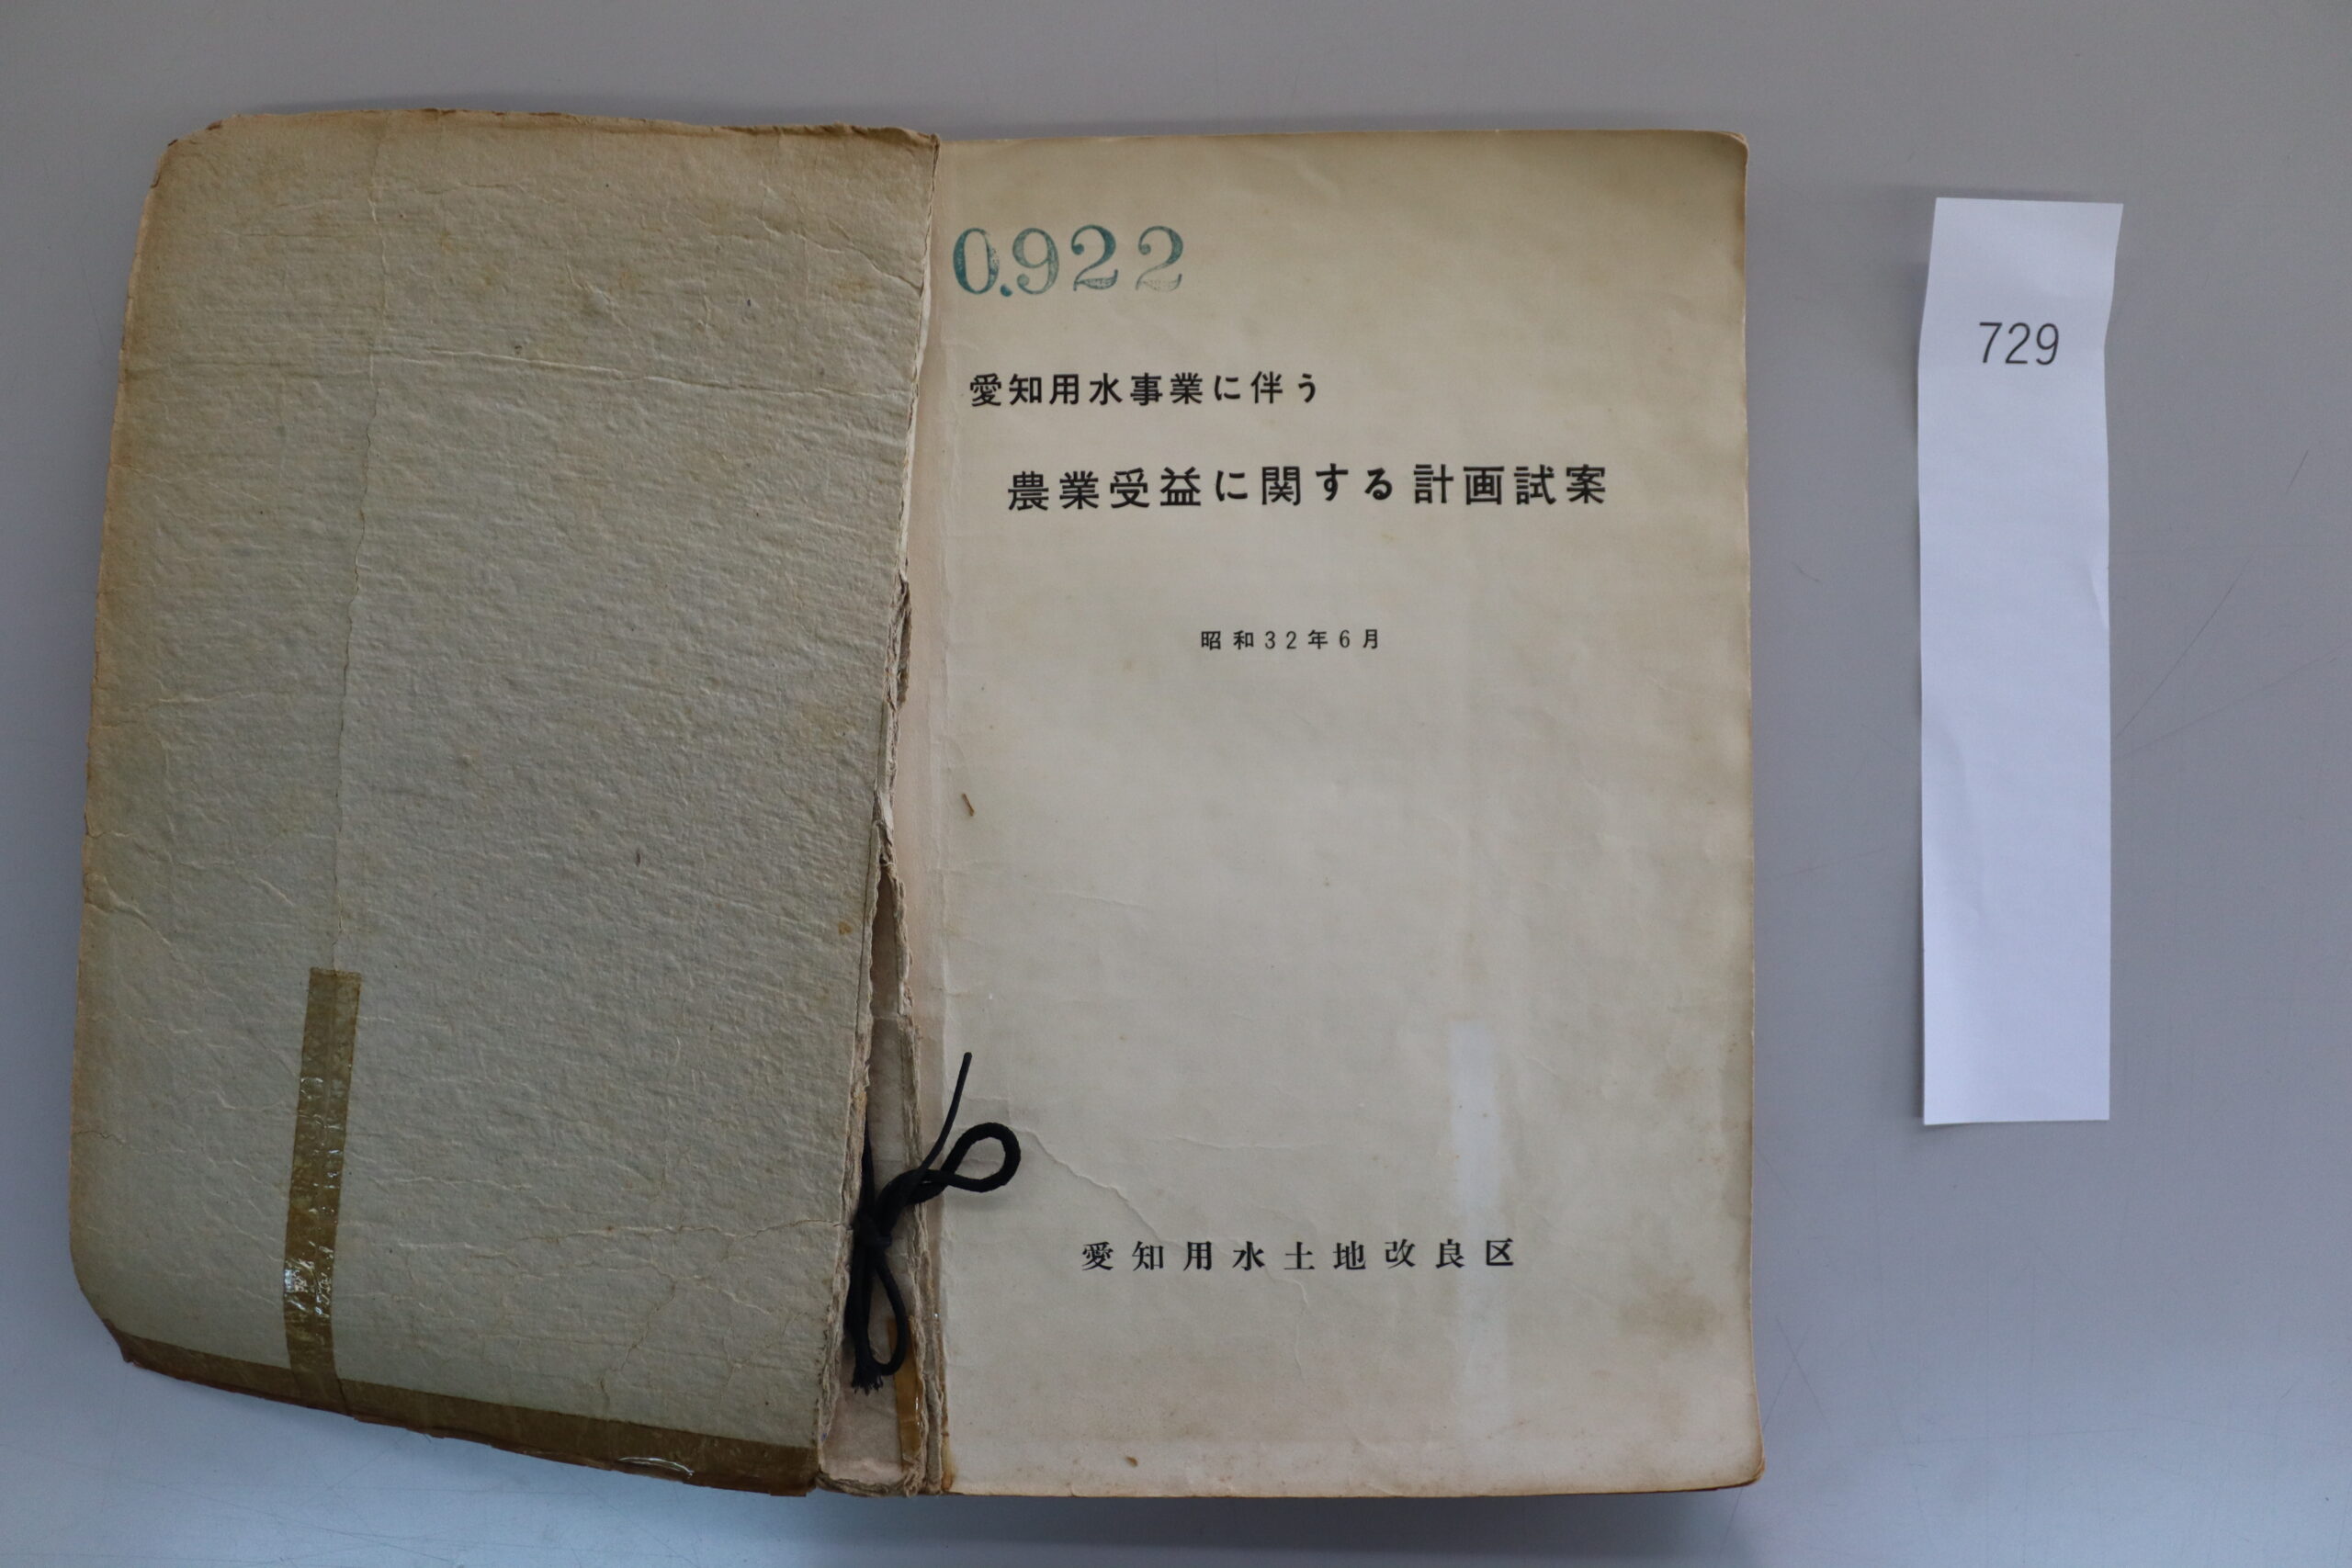 0.922
愛知用水事業に伴う
農業受益に関する計画試案
昭和32年6月
愛知用水土地改良区
729